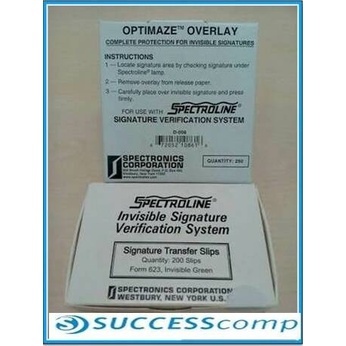 OPTIMAZE™ OVERLAY
COMPLETE PROTECTION FOR INVISIBLE SIGNATURES
INSTRUCTIONS
1 — Locate signature area by checking signature under
Spectroline® lamp.
2 — Remove overlay from release paper.
3 — Carefully place over invisible signature and press
firmly.
FOR USE WITH SPECTROLINE®
SIGNATURE VERIFICATION SYSTEM
SPECTRONICS
CORPORATION
QUANTITY: 250
SPECTROLINE®
Invisible Signature
Verification System
Signature Transfer Slips
Quantity: 200 Slips
Form 623, Invisible Green
SPECTRONICS CORPORATION
WESTBURY, NEW YORK U.S.
SUCCESScomp